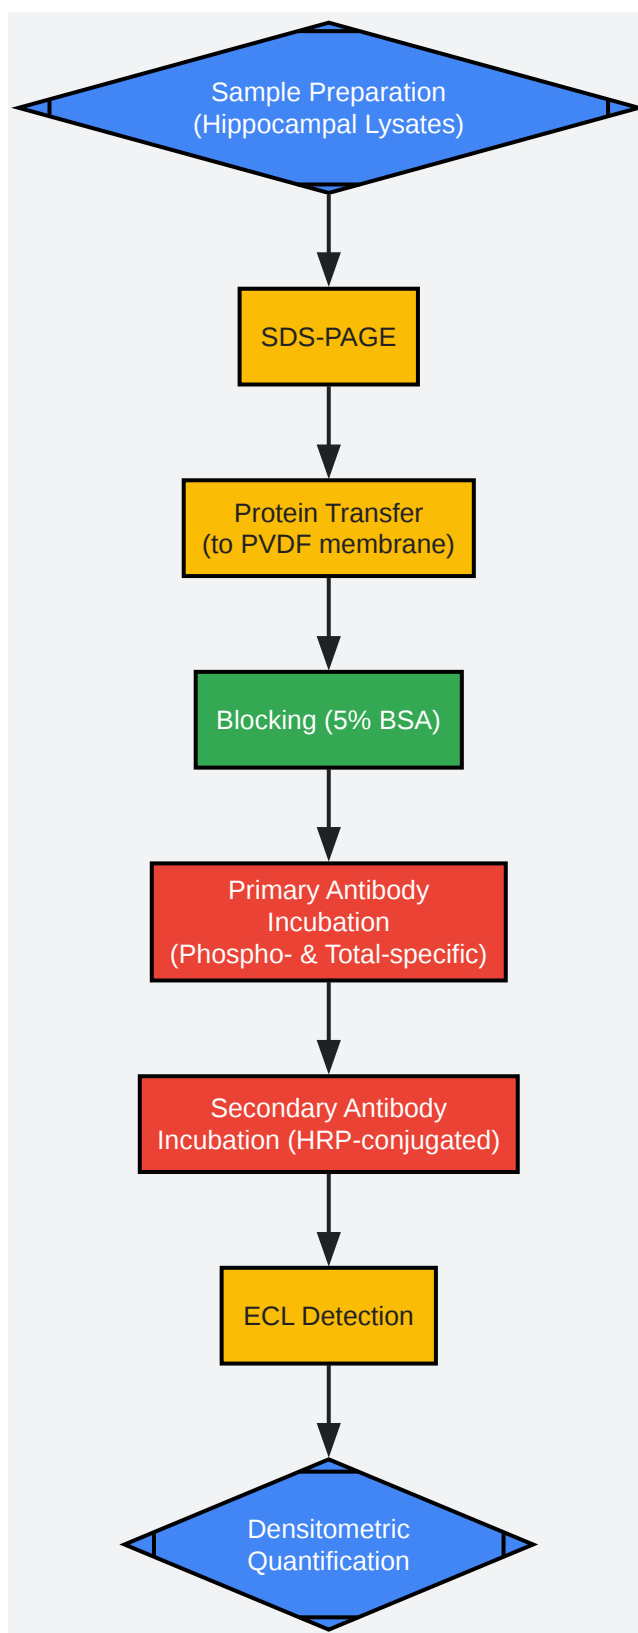 Sample Preparation
(Hippocampal Lysates)
SDS-PAGE
Protein Transfer
(to PVDF membrane)
Blocking (5% BSA)
Primary Antibody
Incubation
(Phospho- & Total-specific)
Secondary Antibody
Incubation (HRP-conjugated)
ECL Detection
Densitometric
Quantification